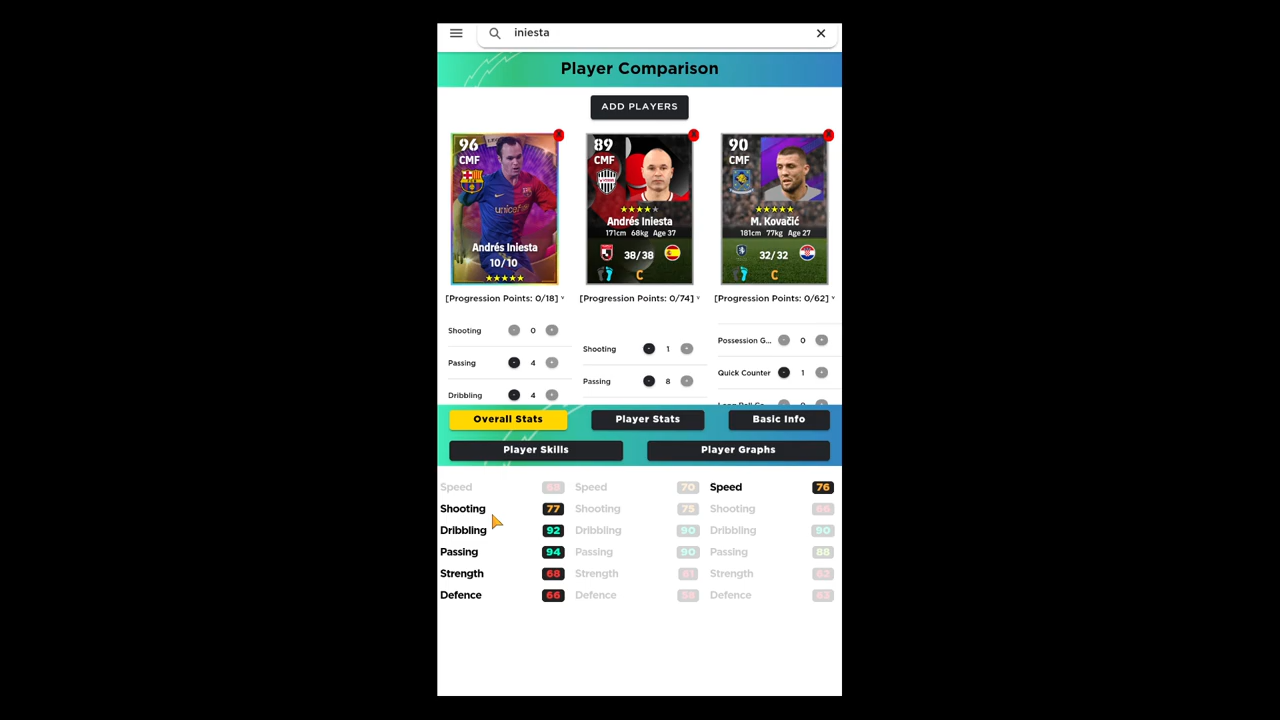 iniesta
Player Comparison
ADD PLAYERS
96 CMF
unicef
Andrés Iniesta
10/10
89 CMF
Andrés Iniesta
171cm 68kg Age 37
38/38
C
90 CMF
M. Kovačić
181cm 77kg Age 27
32/32
C
[Progression Points: 0/18] [Progression Points: 0/74] [Progression Points: 0/62]
Shooting - 0 +
Passing - 4 +
Dribbling - 4 +
Shooting - 1 +
Passing - 8 +
Possession G... - 0 +
Quick Counter - 1 +
Overall Stats Player Stats Basic Info
Player Skills Player Graphs
Speed Speed 70 Speed 76
Shooting 77 Shooting 75 Shooting 66
Dribbling 92 Dribbling 90 Dribbling 90
Passing 94 Passing 90 Passing 88
Strength 68 Strength 61 Strength 62
Defence 66 Defence 58 Defence